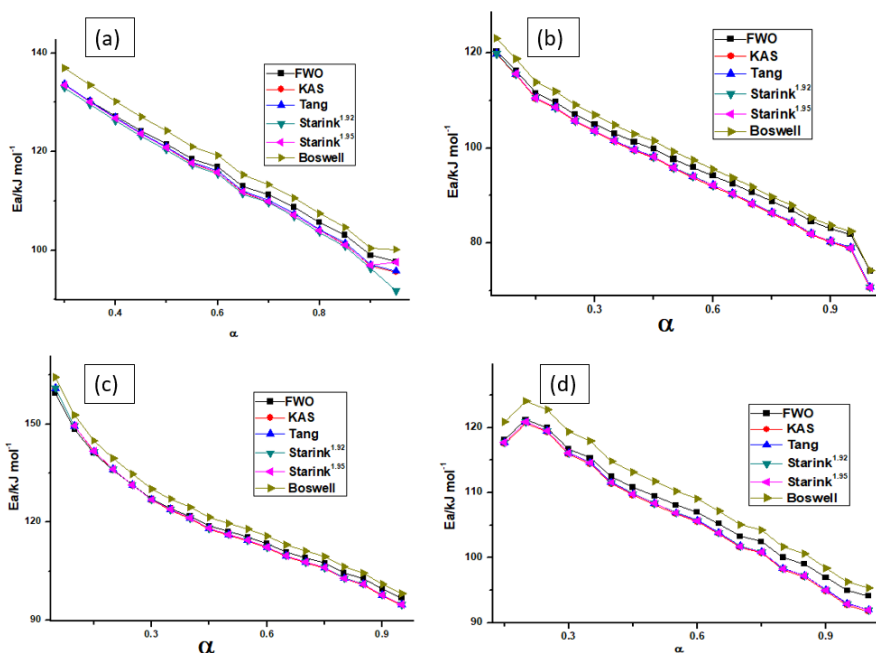 (a)
140
120
100
Ea/kJ mol⁻¹
0.4
0.6
0.8
α
FWO
KAS
Tang
Starink¹·⁹²
Starink¹·⁹⁵
Boswell
(b)
120
100
80
Ea/kJ mol⁻¹
0.3
0.6
0.9
α
FWO
KAS
Tang
Starink¹·⁹²
Starink¹·⁹⁵
Boswell
(c)
150
120
90
Ea/kJ mol⁻¹
0.3
0.6
0.9
α
FWO
KAS
Tang
Starink¹·⁹²
Starink¹·⁹⁵
Boswell
(d)
120
110
100
90
Ea/kJ mol⁻¹
0.3
0.6
0.9
α
FWO
KAS
Tang
Starink¹·⁹²
Starink¹·⁹⁵
Boswell